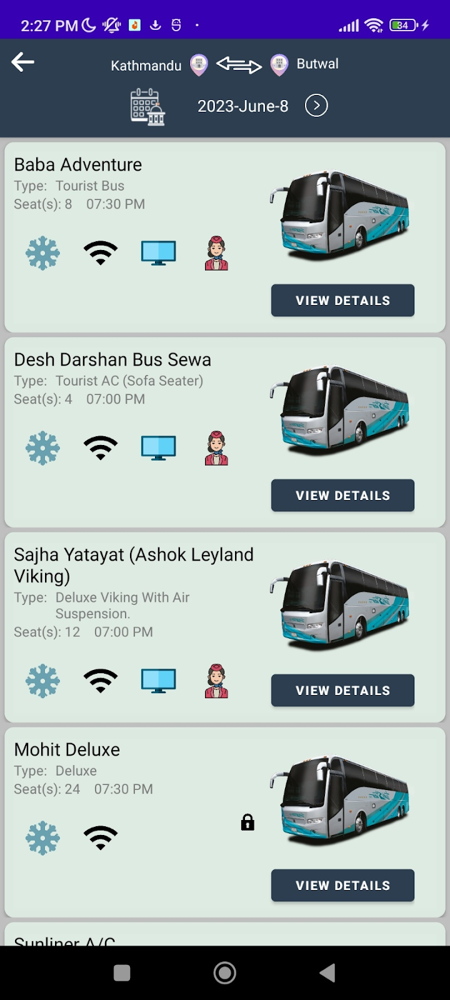 2:27 PM
34
Kathmandu
Butwal
2023-June-8
Baba Adventure
Type: Tourist Bus
Seat(s): 8 07:30 PM
VIEW DETAILS
Desh Darshan Bus Sewa
Type: Tourist AC (Sofa Seater)
Seat(s): 4 07:00 PM
VIEW DETAILS
Sajha Yatayat (Ashok Leyland
Viking)
Type: Deluxe Viking With Air
Suspension.
Seat(s): 12 07:00 PM
VIEW DETAILS
Mohit Deluxe
Type: Deluxe
Seat(s): 24 07:30 PM
VIEW DETAILS
Sunliner A/C